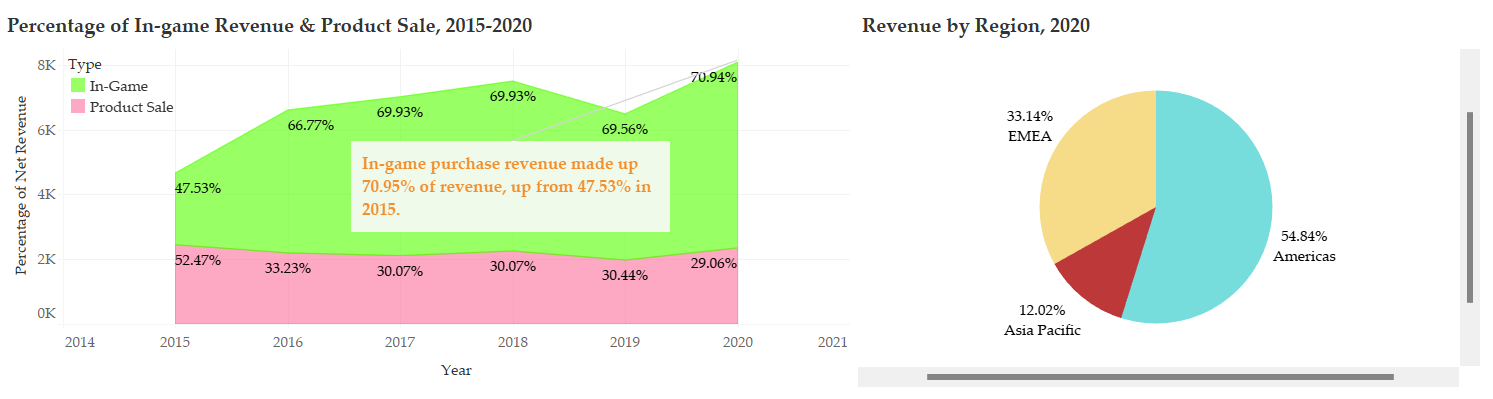 Percentage of In-game Revenue & Product Sale, 2015-2020
Type
In-Game
Product Sale
Percentage of Net Revenue
8K
6K
4K
2K
0K
47.53%
66.77%
69.93%
69.93%
69.56%
70.94%
In-game purchase revenue made up
70.95% of revenue, up from 47.53% in
2015.
52.47%
33.23%
30.07%
30.07%
30.44%
29.06%
2014
2015
2016
2017
2018
2019
2020
2021
Year
Revenue by Region, 2020
33.14%
EMEA
54.84%
Americas
12.02%
Asia Pacific